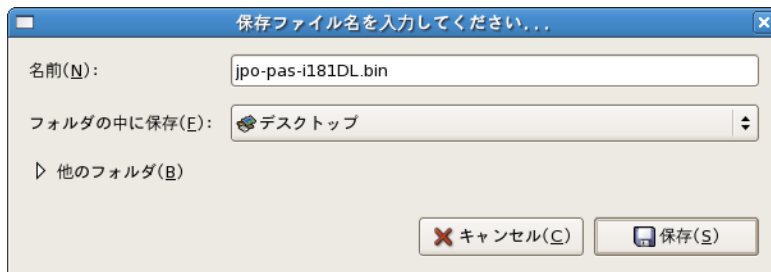 保存ファイル名を入力してください...
名前(N): jpo-pas-i181DL.bin
フォルダの中に保存(F): デスクトップ
他のフォルダ(B)
キャンセル(C) 保存(S)